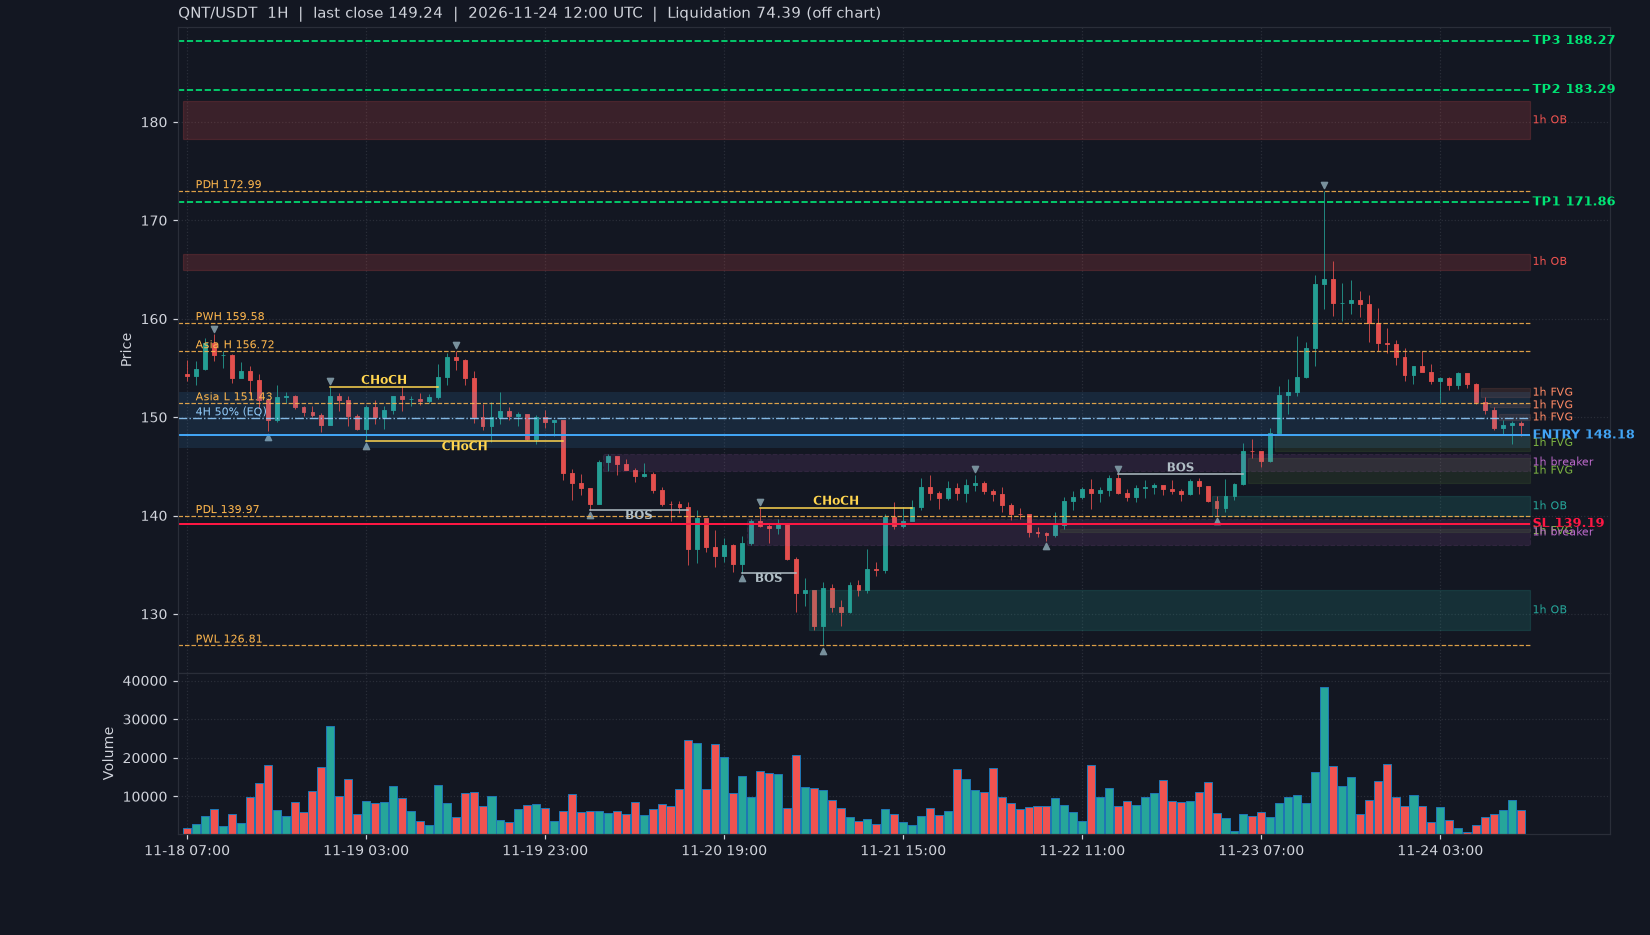 QNT/USDT 1H | last close 149.24 | 2026-11-24 12:00 UTC | Liquidation 74.39 (off chart)
TP3 188.27
TP2 183.29
180
1h OB
PDH 172.99
TP1 171.86
170
1h OB
160
PWH 159.58
Asia H 156.72
Price
CHoCH
1h FVG
Asia L 151.43
1h FVG
150
4H 50% (EQ)
1h FVG
ENTRY 148.18
CHoCH
1h FVG
1h breaker
BOS
1h FVG
CHoCH
1h OB
140
PDL 139.97
BOS
SL 139.19
1h FVG
1h breaker
BOS
130
1h OB
PWL 126.81
40000
30000
20000
10000
Volume
11-18 07:00
11-19 03:00
11-19 23:00
11-20 19:00
11-21 15:00
11-22 11:00
11-23 07:00
11-24 03:00